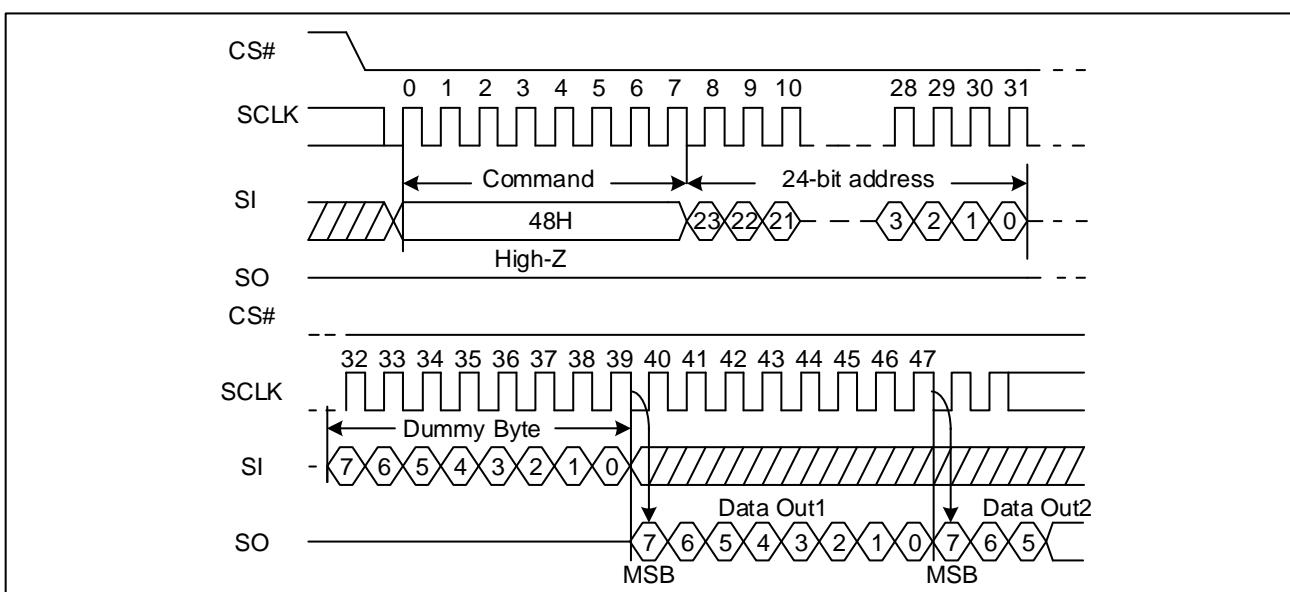 CS#
0 1 2 3 4 5 6 7 8 9 10 28 29 30 31
SCLK
Command 24-bit address
SI
48H 23 22 21 3 2 1 0
High-Z
SO
CS#
32 33 34 35 36 37 38 39 40 41 42 43 44 45 46 47
SCLK
Dummy Byte
SI 7 6 5 4 3 2 1 0
Data Out1 Data Out2
SO 7 6 5 4 3 2 1 0 7 6 5
MSB MSB